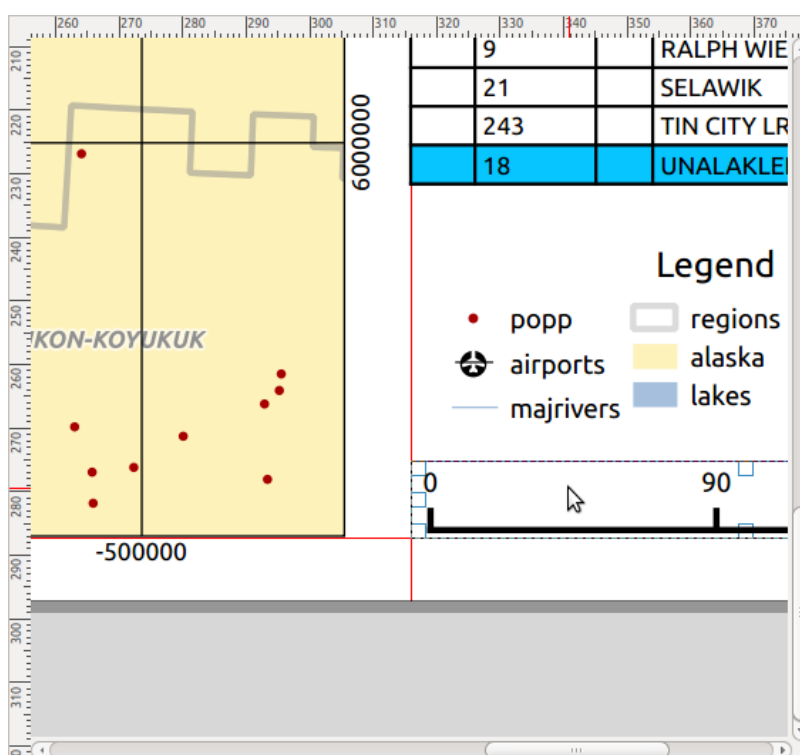 260 270 280 290 300 310 320 330 340 350 360 370
210
220
230
240
250
260
270
280
290
300
310
9 RALPH WIE
21 SELAWIK
243 TIN CITY LR
18 UNALAKLE
6000000
KON-KOYUKUK
-500000
Legend
popp
airports
majrivers
regions
alaska
lakes
0 90